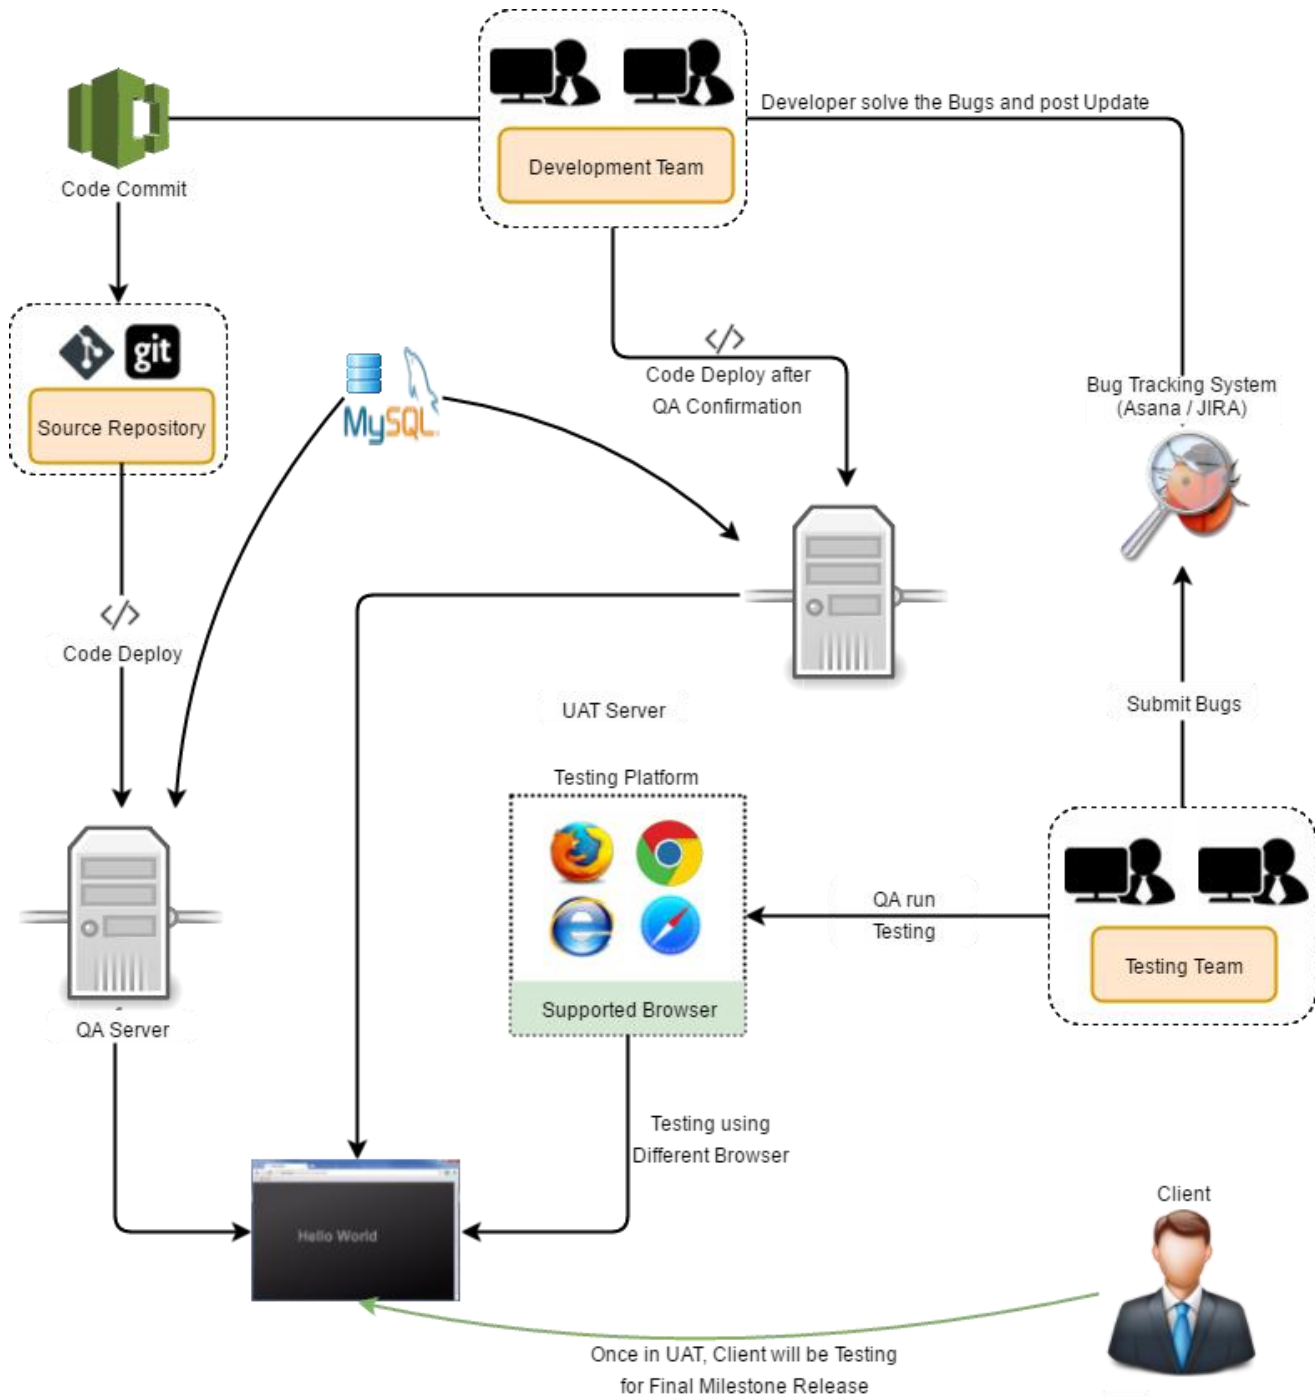 Developer solve the Bugs and post Update
Development Team
Code Commit
git
Source Repository
MySQL
</>
Code Deploy after
QA Confirmation
Bug Tracking System
(Asana / JIRA)
</>
Code Deploy
UAT Server
Submit Bugs
Testing Platform
QA run
Testing
Testing Team
Supported Browser
QA Server
Testing using
Different Browser
Client
Hello World
Once in UAT, Client will be Testing
for Final Milestone Release